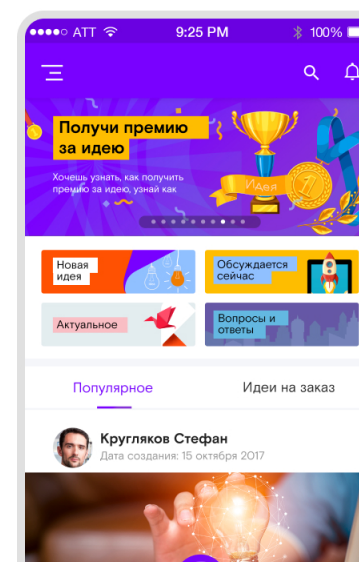 ATT 9:25 PM 100%
Получи премию
за идею
Хочешь узнать, как получить
премию за идею, узнай как
Идея
1
Новая
идея
Обсуждается
сейчас
Актуальное
Вопросы и
ответы
Популярное Идеи на заказ
Кругляков Стефан
Дата создания: 15 октября 2017